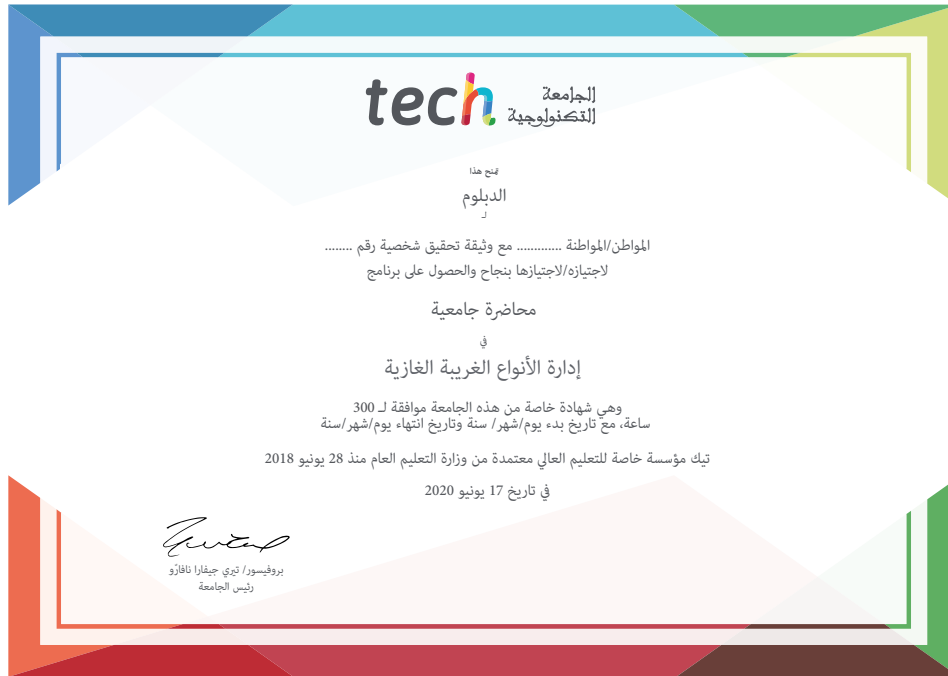 tech الجامعة
التكنولوجية
تمنح هذا
الدبلوم
لـ
المواطن/المواطنة ............. مع وثيقة تحقيق شخصية رقم ........
لاجتيازه/لاجتيازها بنجاح والحصول على برنامج
محاضرة جامعية
في
إدارة الأنواع الغريبة الغازية
وهي شهادة خاصة من هذه الجامعة موافقة لـ 300
ساعة، مع تاريخ بدء يوم/شهر/ سنة وتاريخ انتهاء يوم/شهر/سنة
تيك مؤسسة خاصة للتعليم العالي معتمدة من وزارة التعليم العام منذ 28 يونيو 2018
في تاريخ 17 يونيو 2020
بروفيسور/ تيري جيفارا نافارّو
رئيس الجامعة